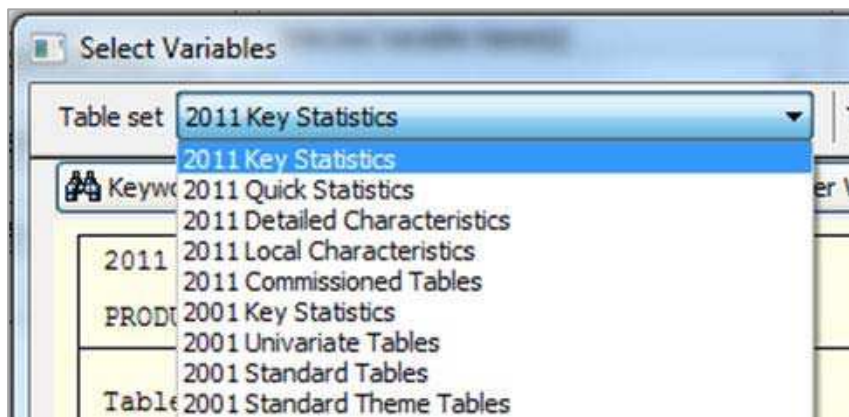 Select Variables
Table set 2011 Key Statistics
2011 Key Statistics
Keywo 2011 Quick Statistics er
2011 Detailed Characteristics
2011 2011 Local Characteristics
2011 Commissioned Tables
PRODU 2001 Key Statistics
2001 Univariate Tables
2001 Standard Tables
Table 2001 Standard Theme Tables